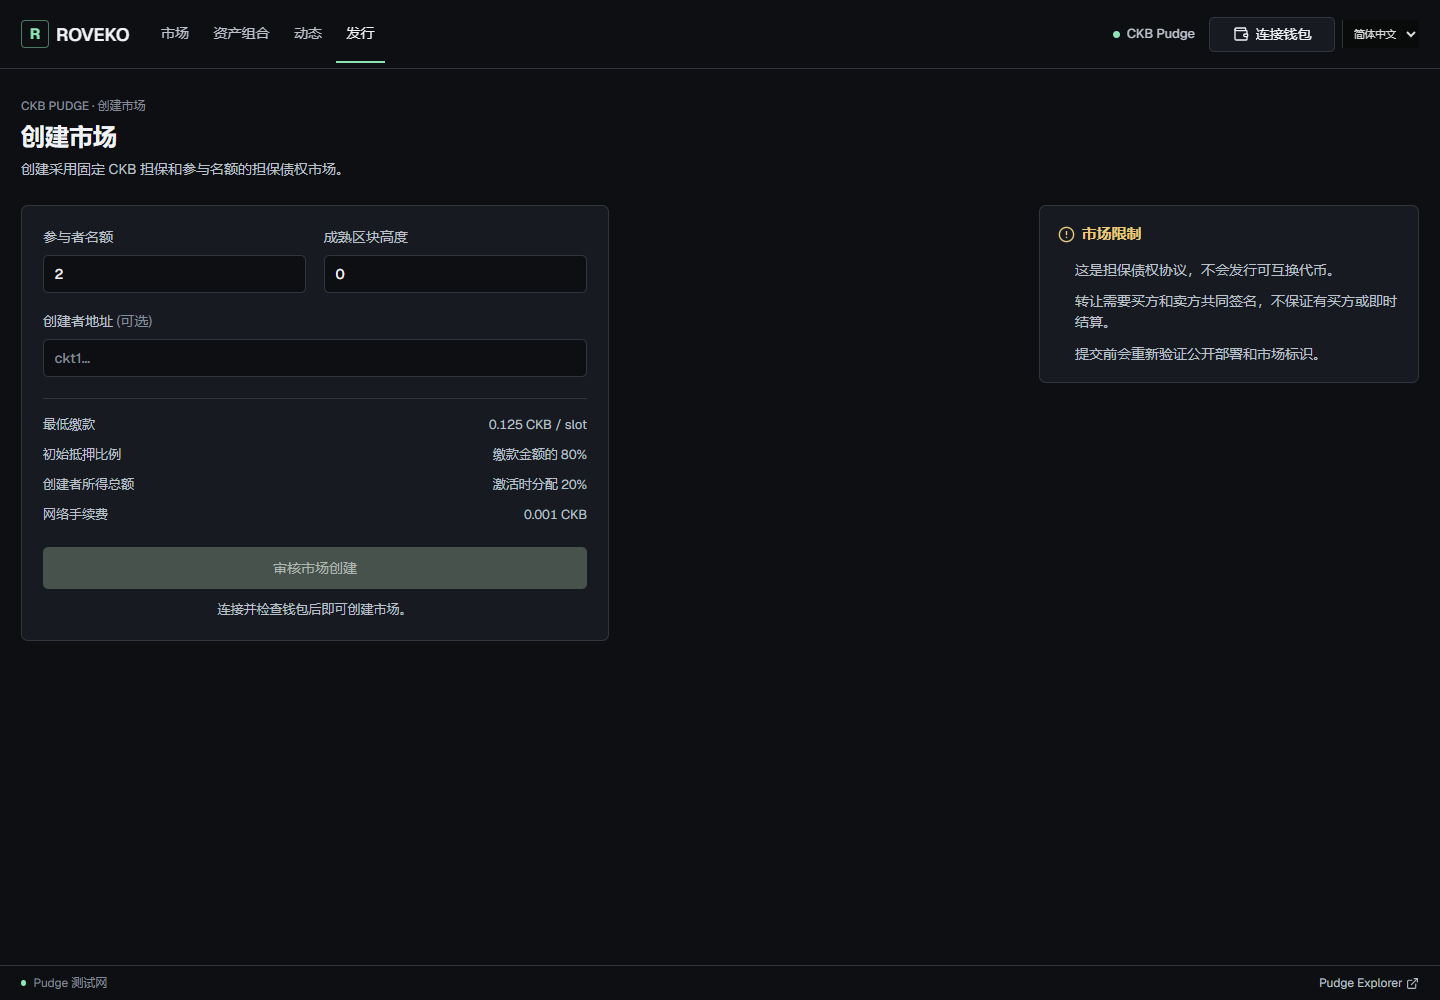 R ROVEKO 市场 资产组合 动态 发行 CKB Pudge 连接钱包 简体中文
CKB PUDGE · 创建市场
创建市场
创建采用固定 CKB 担保和参与名额的担保债权市场。
参与者名额 成熟区块高度
2 0
创建者地址 (可选)
ckt1...
最低缴款 0.125 CKB / slot
初始抵押比例 缴款金额的 80%
创建者所得总额 激活时分配 20%
网络手续费 0.001 CKB
审核市场创建
连接并检查钱包后即可创建市场。
市场限制
这是担保债权协议，不会发行可互换代币。
转让需要买方和卖方共同签名，不保证有买方或即时
结算。
提交前会重新验证公开部署和市场标识。
Pudge 测试网 Pudge Explorer